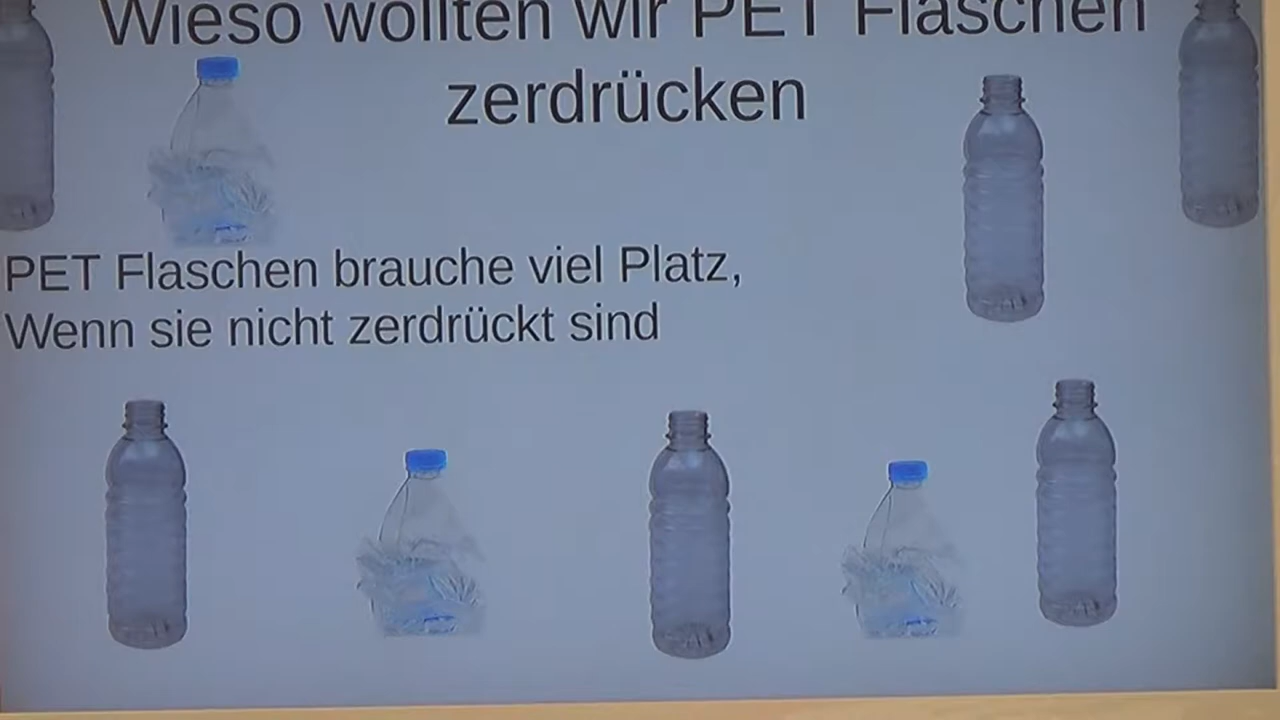 Wieso wollten wir PET Flaschen
zerdrücken
PET Flaschen brauche viel Platz,
Wenn sie nicht zerdrückt sind